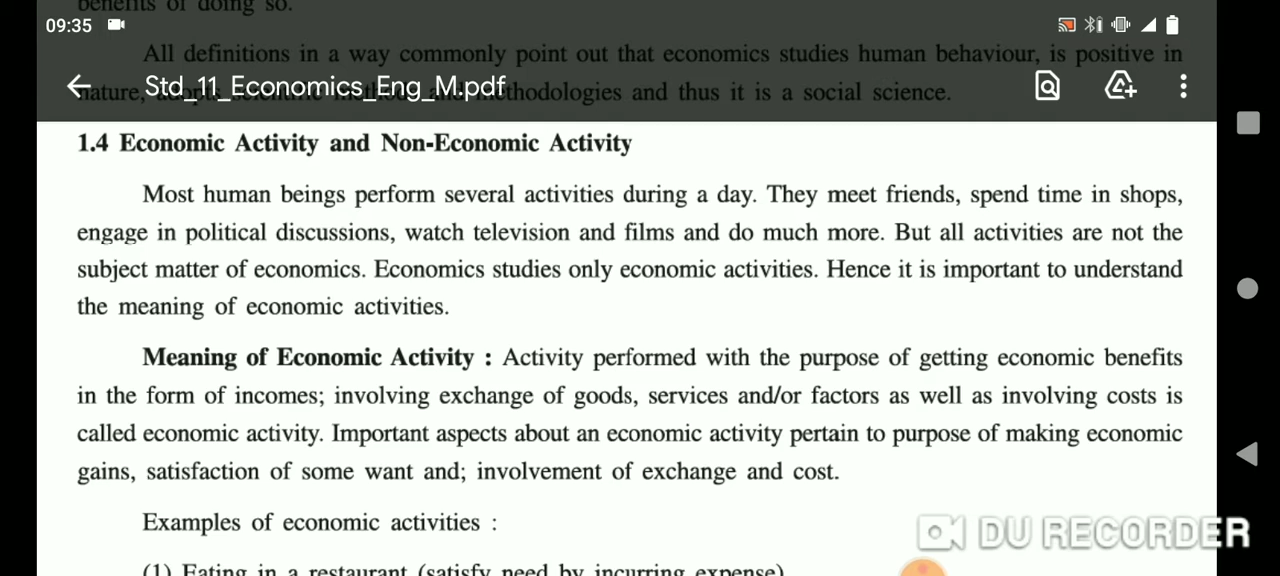 benefits of doing so.
09:35
All definitions in a way commonly point out that economics studies human behaviour, is positive in
Std_11_Economics_Eng_M.pdf
nature, adopts scientific methods and methodologies and thus it is a social science.
1.4 Economic Activity and Non-Economic Activity
Most human beings perform several activities during a day. They meet friends, spend time in shops,
engage in political discussions, watch television and films and do much more. But all activities are not the
subject matter of economics. Economics studies only economic activities. Hence it is important to understand
the meaning of economic activities.
Meaning of Economic Activity : Activity performed with the purpose of getting economic benefits
in the form of incomes; involving exchange of goods, services and/or factors as well as involving costs is
called economic activity. Important aspects about an economic activity pertain to purpose of making economic
gains, satisfaction of some want and; involvement of exchange and cost.
Examples of economic activities :
DU RECORDER
(1) Eating in a restaurant (satisfy need by incurring expense)